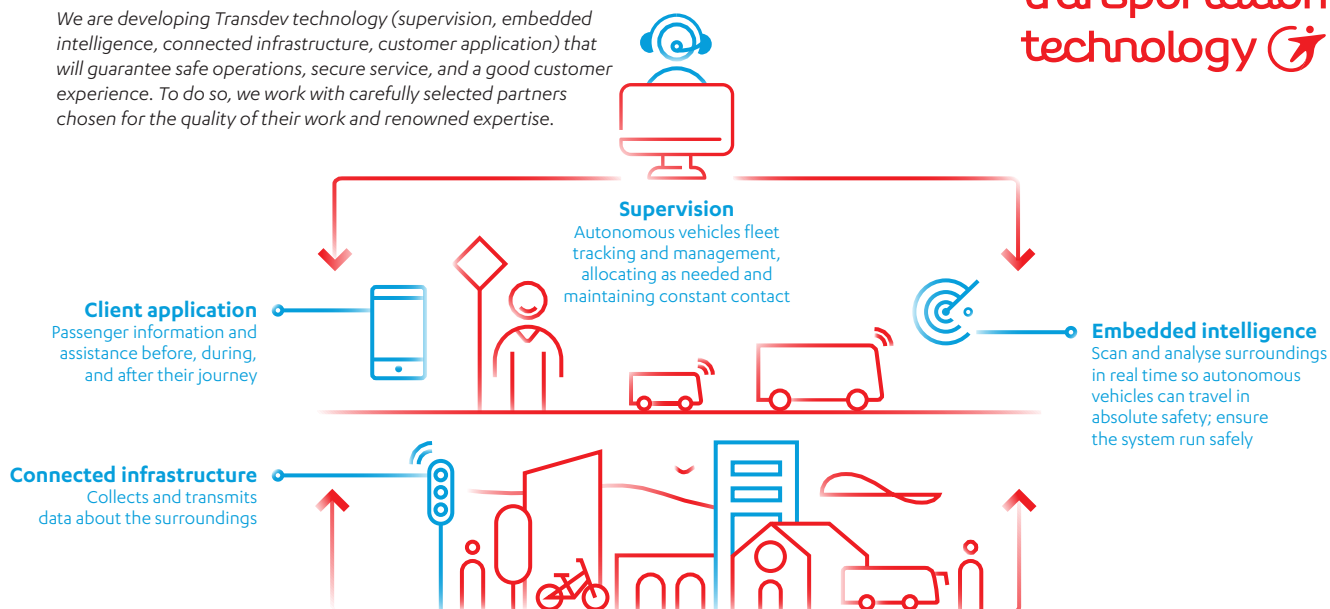 We are developing Transdev technology (supervision, embedded
intelligence, connected infrastructure, customer application) that
will guarantee safe operations, secure service, and a good customer
experience. To do so, we work with carefully selected partners
chosen for the quality of their work and renowned expertise.
transportation
technology
Supervision
Autonomous vehicles fleet
tracking and management,
allocating as needed and
maintaining constant contact
Client application
Passenger information and
assistance before, during,
and after their journey
Embedded intelligence
Scan and analyse surroundings
in real time so autonomous
vehicles can travel in
absolute safety; ensure
the system run safely
Connected infrastructure
Collects and transmits
data about the surroundings